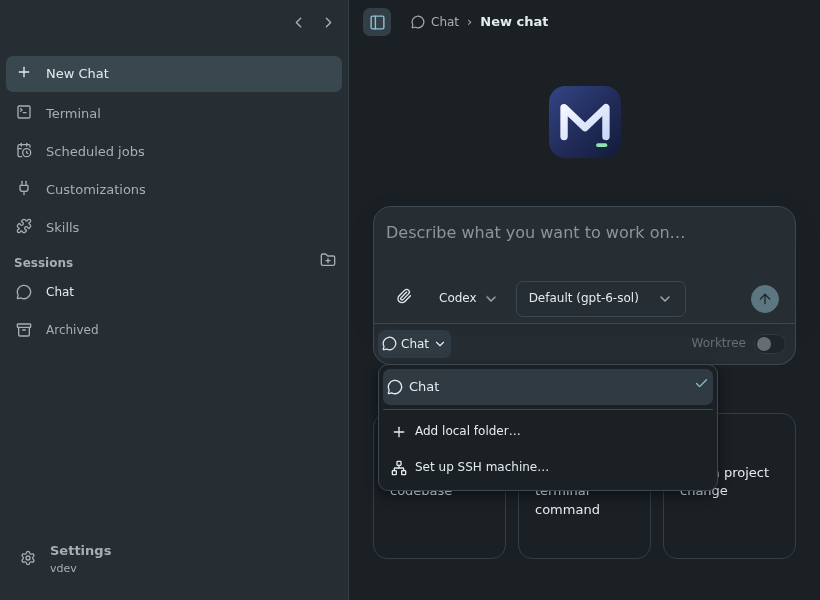 Chat › New chat
New Chat
Terminal
Scheduled jobs
Customizations
Skills
Sessions
Chat
Archived
Settings
vdev
Describe what you want to work on…
Codex
Default (gpt-6-sol)
Chat
Worktree
Chat
Add local folder…
Set up SSH machine…
codebase
terminal
command
project
change